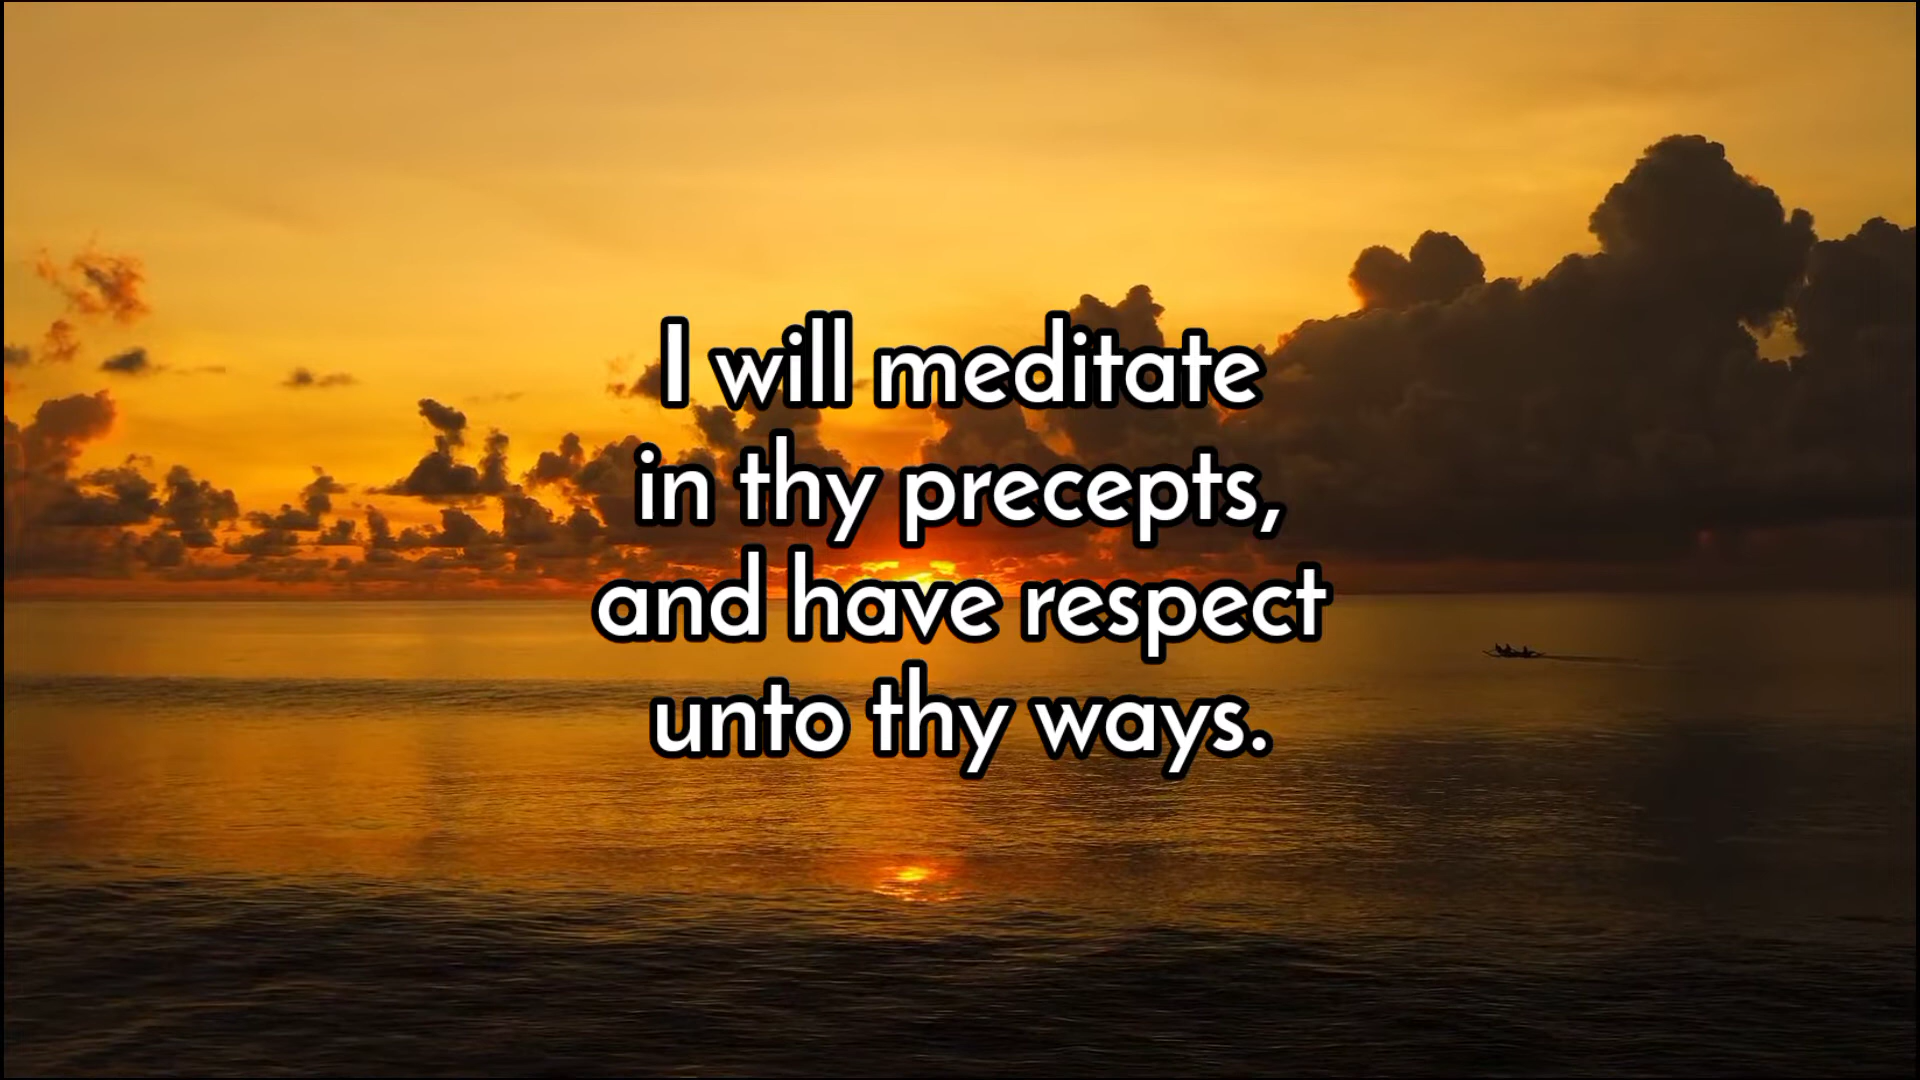 I will meditate
in thy precepts,
and have respect
unto thy ways.